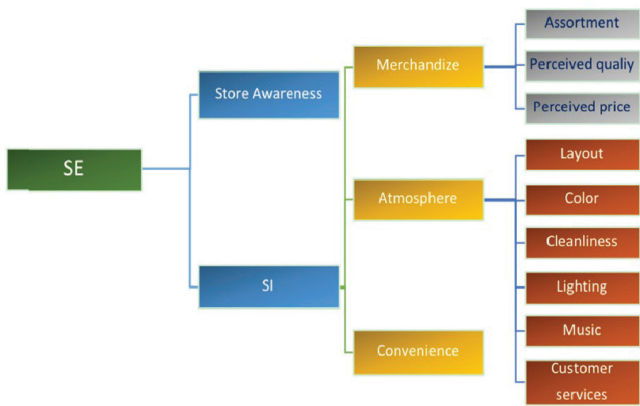 SE
Store Awareness
SI
Merchandize
Atmosphere
Convenience
Assortment
Perceived qualiy
Perceived price
Layout
Color
Cleanliness
Lighting
Music
Customer
services